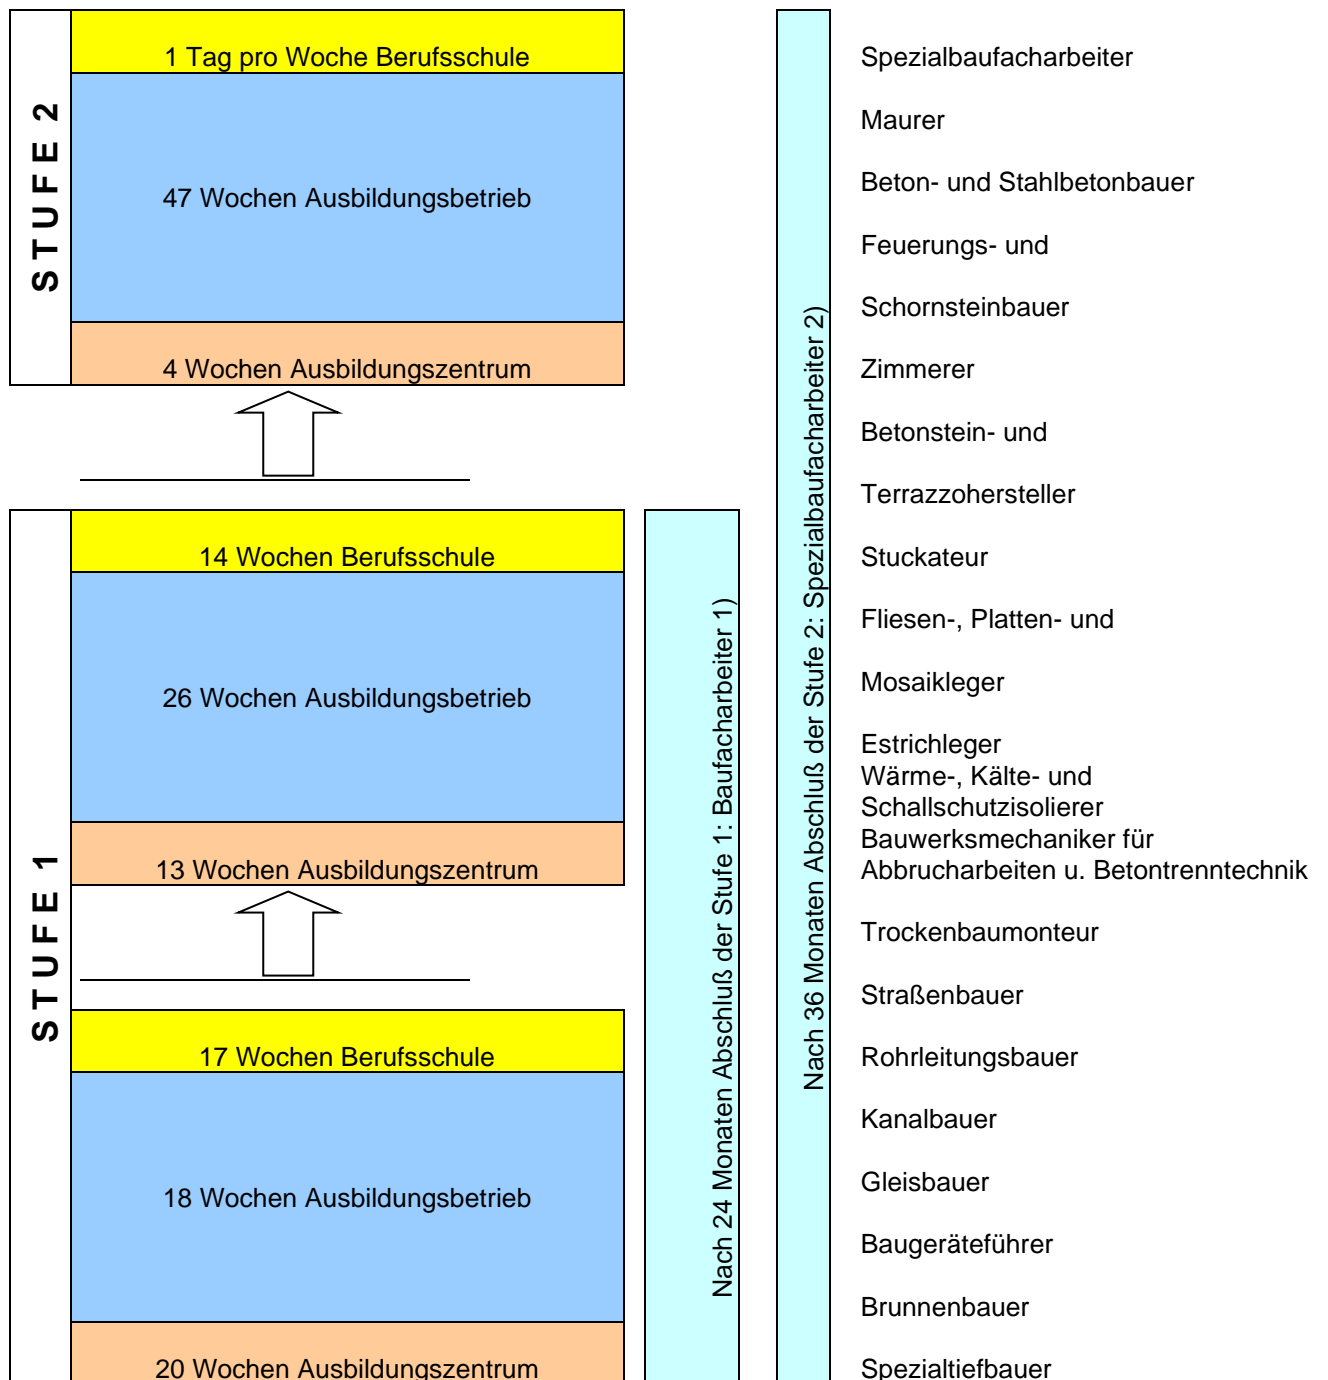 STUFE 2
1 Tag pro Woche Berufsschule
47 Wochen Ausbildungsbetrieb
4 Wochen Ausbildungszentrum
STUFE 1
14 Wochen Berufsschule
26 Wochen Ausbildungsbetrieb
13 Wochen Ausbildungszentrum
17 Wochen Berufsschule
18 Wochen Ausbildungsbetrieb
20 Wochen Ausbildungszentrum
Nach 24 Monaten Abschluß der Stufe 1: Baufacharbeiter 1)
Nach 36 Monaten Abschluß der Stufe 2: Spezialbaufacharbeiter 2)
Spezialbaufacharbeiter
Maurer
Beton- und Stahlbetonbauer
Feuerungs- und
Schornsteinbauer
Zimmerer
Betonstein- und
Terrazzohersteller
Stuckateur
Fliesen-, Platten- und
Mosaikleger
Estrichleger
Wärme-, Kälte- und
Schallschutzisolierer
Bauwerksmechaniker für
Abbrucharbeiten u. Betontrenntechnik
Trockenbaumonteur
Straßenbauer
Rohrleitungsbauer
Kanalbauer
Gleisbauer
Baugeräteführer
Brunnenbauer
Spezialtiefbauer